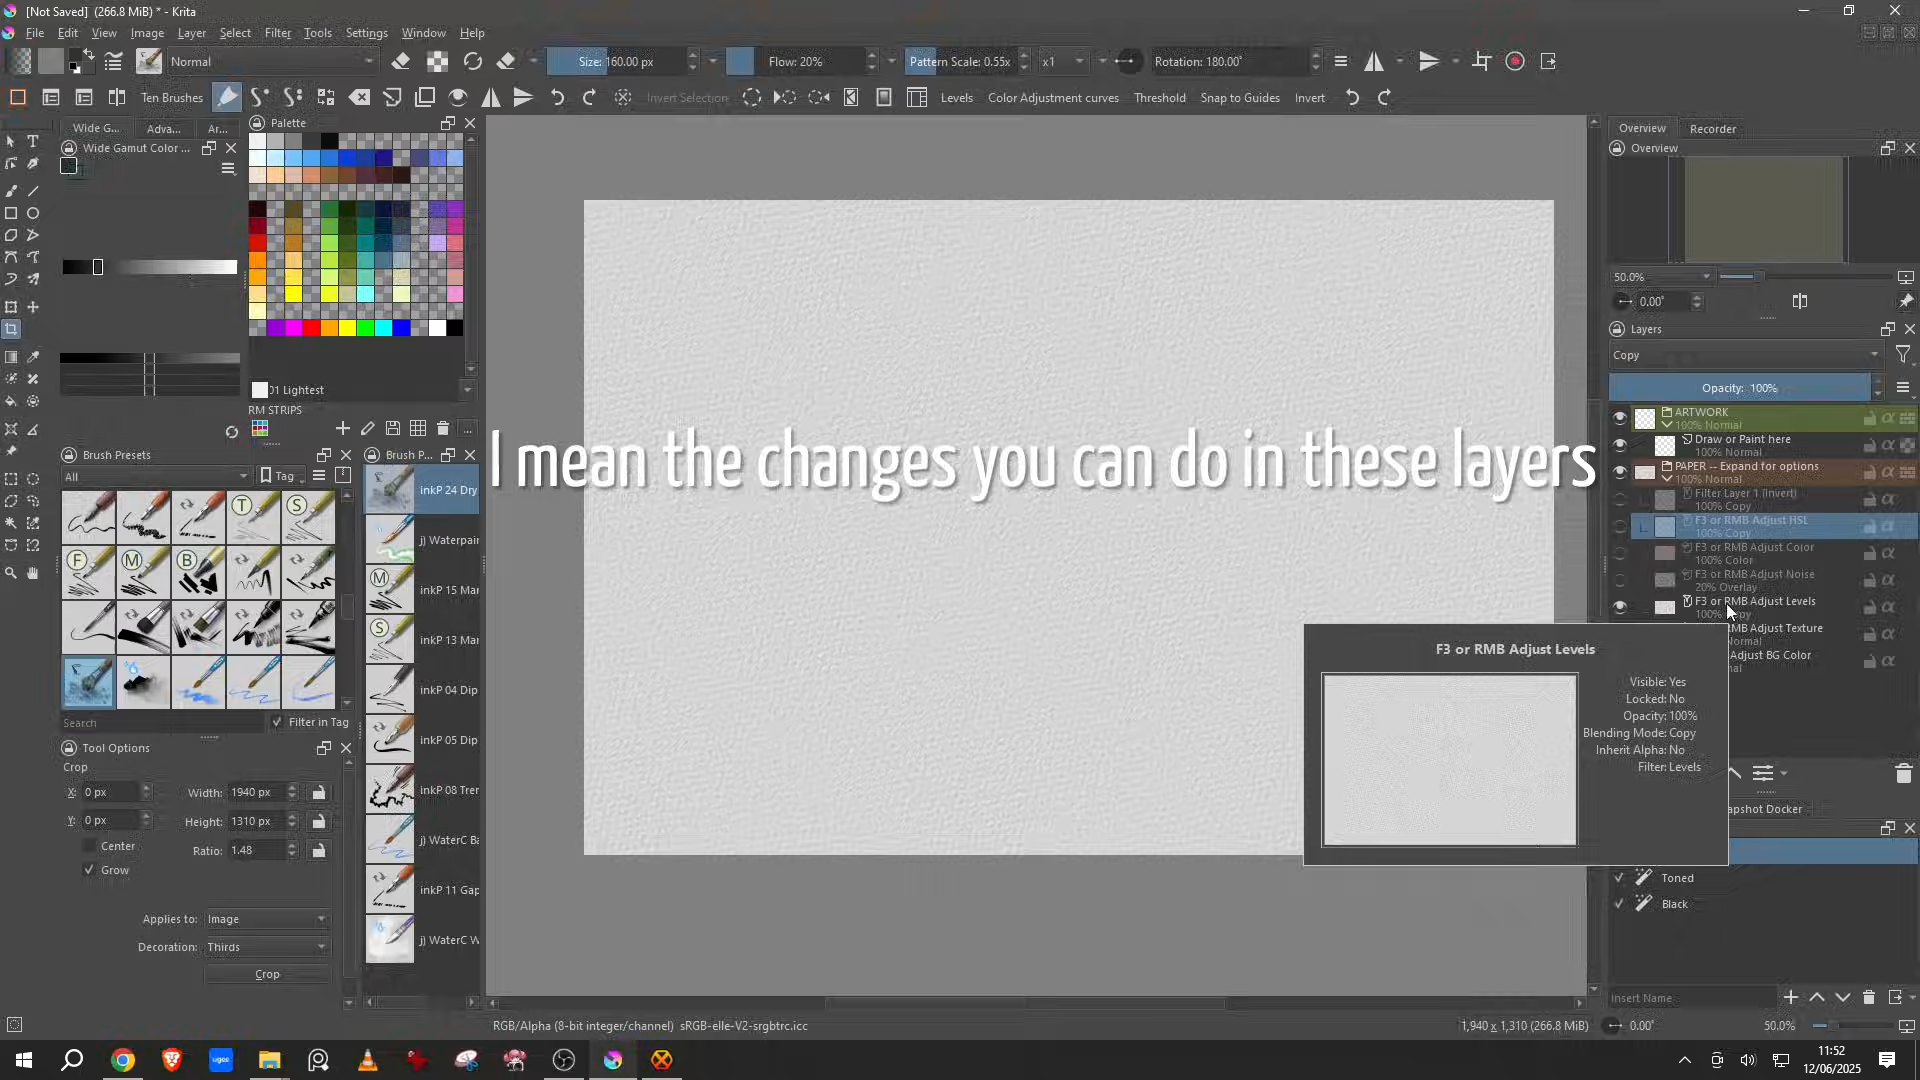 [Not Saved]  (266.8 MiB) * - Krita
File Edit View Image Layer Select Filter Tools Settings Window Help
Normal Size: 160.00 px Flow: 20% Pattern Scale: 0.55x x1 Rotation: 180.00°
Ten Brushes Invert Selection Levels Color Adjustment curves Threshold Snap to Guides Invert
Wide G... Adva... Ar...
Wide Gamut Color ...
Palette
01 Lightest
RM STRIPS
Brush Presets
All Tag
Search Filter in Tag
Brush P...
inkP 24 Dry
j) Waterpain
inkP 15 Mar
inkP 13 Mar
inkP 04 Dip
inkP 05 Dip
inkP 08 Trer
j) WaterC Ba
inkP 11 Gap
j) WaterC W
Tool Options
Crop
X: 0 px Width: 1940 px
Y: 0 px Height: 1310 px
Center Ratio: 1.48
Grow
Applies to: Image
Decoration: Thirds
Crop
I mean the changes you can do in these layers
Overview Recorder
Overview
50.0%
0.00°
Layers
Copy
Opacity: 100%
ARTWORK
100% Normal
Draw or Paint here
100% Normal
PAPER -- Expand for options
100% Normal
Filter Layer 1 (Invert)
100% Copy
F3 or RMB Adjust HSL
100% Copy
F3 or RMB Adjust Color
100% Color
F3 or RMB Adjust Noise
20% Overlay
F3 or RMB Adjust Levels
100% Copy
RMB Adjust Texture
Normal
Adjust BG Color
F3 or RMB Adjust Levels
Visible: Yes
Locked: No
Opacity: 100%
Blending Mode: Copy
Inherit Alpha: No
Filter: Levels
apshot Docker
Toned
Black
Insert Name
RGB/Alpha (8-bit integer/channel)  sRGB-elle-V2-srgbtrc.icc
1,940 x 1,310 (266.8 MiB) 0.00° 50.0%
11:52
12/06/2025